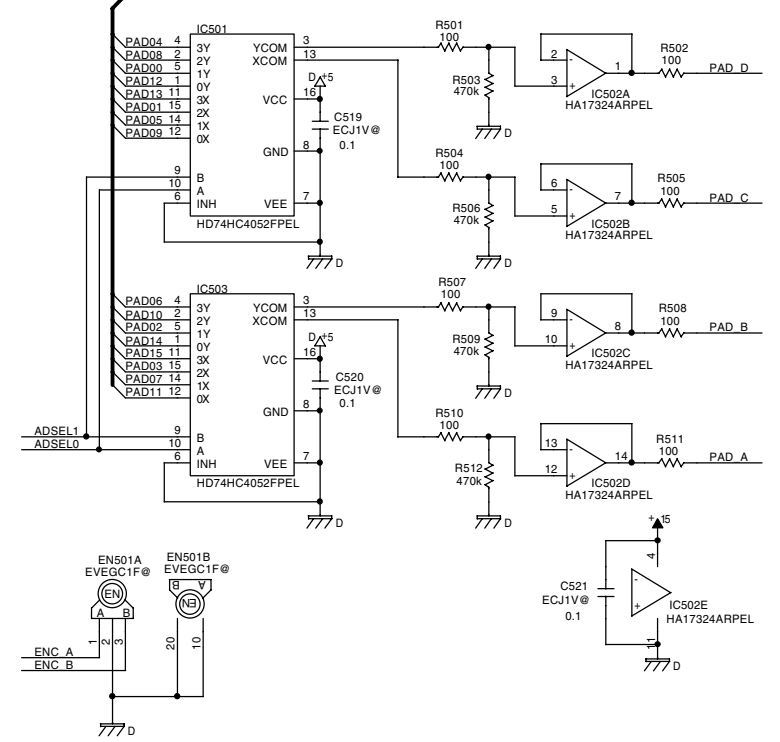 IC501
PAD04 4 3Y YCOM 3
PAD08 2 2Y XCOM 13
PAD00 5 1Y
PAD12 1 0Y
PAD13 11 3X
PAD01 15 2X
PAD05 14 1X
PAD09 12 0X
D +5
16 VCC
C519
ECJ1V@
0.1
GND 8
9 B
10 A
6 INH VEE 7
HD74HC4052FPEL
D
R501
100
R503
470k
D
2 -
3 +
1
IC502A
HA17324ARPEL
R502
100
PAD_D
R504
100
R506
470k
D
6 -
5 +
7
IC502B
HA17324ARPEL
R505
100
PAD_C
IC503
PAD06 4 3Y YCOM 3
PAD10 2 2Y XCOM 13
PAD02 5 1Y
PAD14 1 0Y
PAD15 11 3X
PAD03 15 2X
PAD07 14 1X
PAD11 12 0X
D +5
16 VCC
C520
ECJ1V@
0.1
GND 8
ADSEL1 9 B
ADSEL0 10 A
6 INH VEE 7
HD74HC4052FPEL
D
R507
100
R509
470k
D
9 -
10 +
8
IC502C
HA17324ARPEL
R508
100
PAD_B
R510
100
R512
470k
D
13 -
12 +
14
IC502D
HA17324ARPEL
R511
100
PAD_A
EN501A
EVEGC1F@
EN
A B
1 2 3
ENC_A
ENC_B
D
EN501B
EVEGC1F@
B A
EN
20 10
+15
4
C521
ECJ1V@
0.1
-
+
IC502E
HA17324ARPEL
11
D